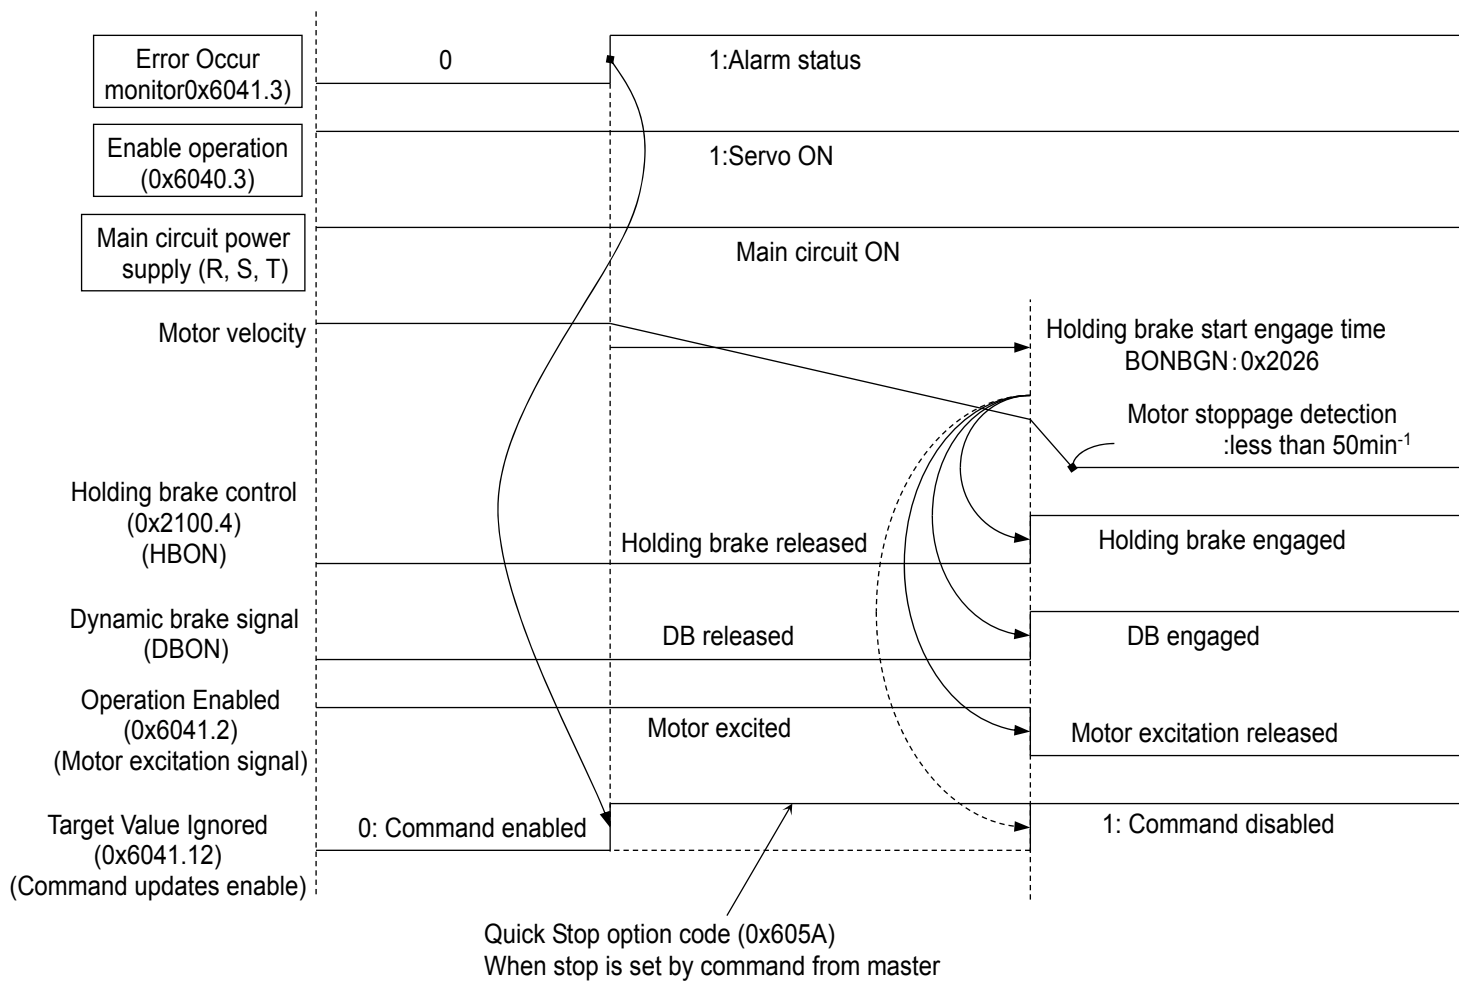 Error Occur
monitor0x6041.3)
0
1:Alarm status
Enable operation
(0x6040.3)
1:Servo ON
Main circuit power
supply (R, S, T)
Main circuit ON
Motor velocity
Holding brake start engage time
BONBGN:0x2026
Motor stoppage detection
:less than 50min-1
Holding brake control
(0x2100.4)
(HBON)
Holding brake released
Holding brake engaged
Dynamic brake signal
(DBON)
DB released
DB engaged
Operation Enabled
(0x6041.2)
(Motor excitation signal)
Motor excited
Motor excitation released
Target Value Ignored
(0x6041.12)
(Command updates enable)
0: Command enabled
1: Command disabled
Quick Stop option code (0x605A)
When stop is set by command from master